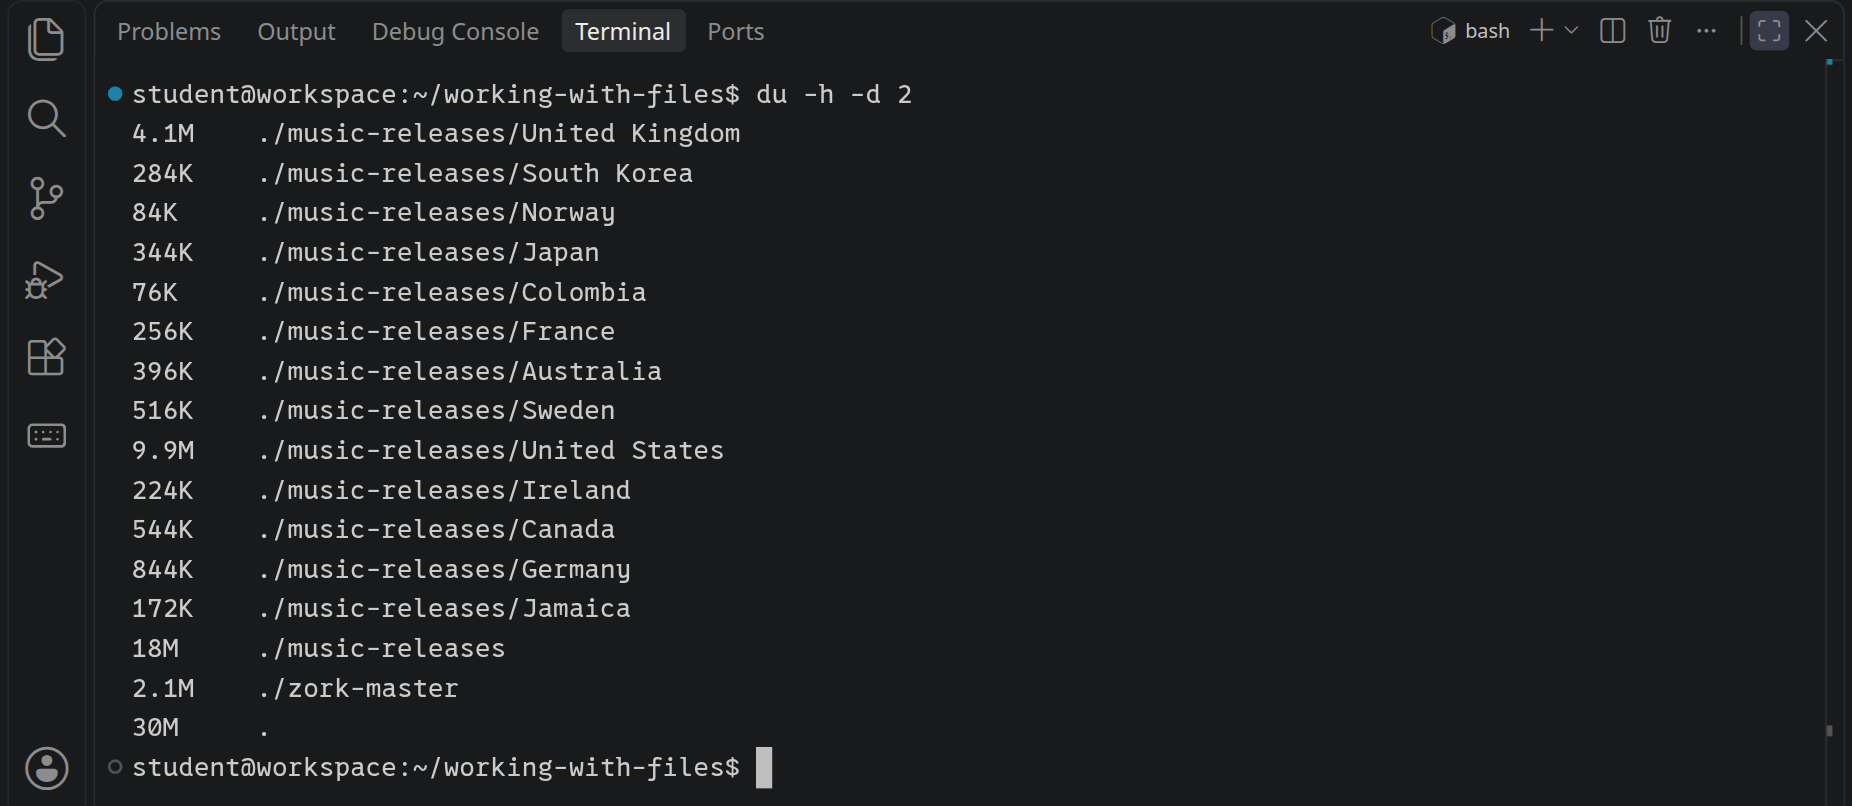 Problems Output Debug Console Terminal Ports bash
student@workspace:~/working-with-files$ du -h -d 2
4.1M ./music-releases/United Kingdom
284K ./music-releases/South Korea
84K ./music-releases/Norway
344K ./music-releases/Japan
76K ./music-releases/Colombia
256K ./music-releases/France
396K ./music-releases/Australia
516K ./music-releases/Sweden
9.9M ./music-releases/United States
224K ./music-releases/Ireland
544K ./music-releases/Canada
844K ./music-releases/Germany
172K ./music-releases/Jamaica
18M ./music-releases
2.1M ./zork-master
30M .
student@workspace:~/working-with-files$